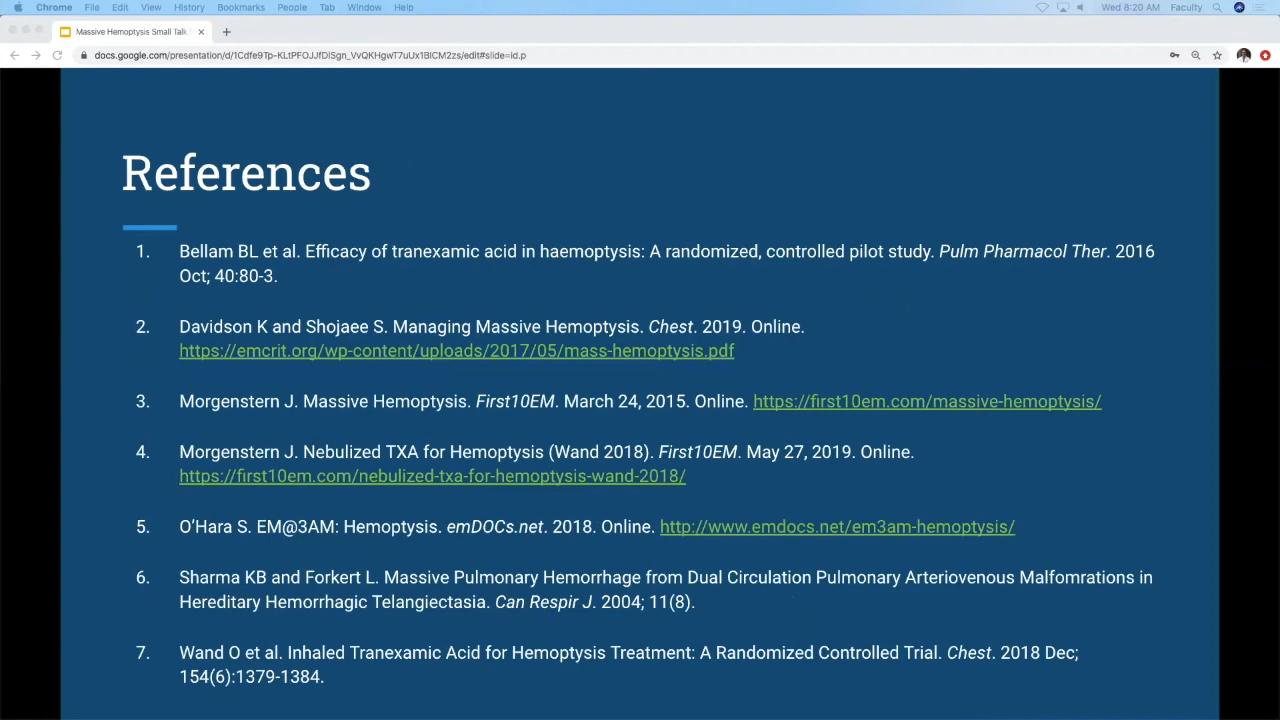 Chrome File Edit View History Bookmarks People Tab Window Help Wed 8:20 AM Faculty
Massive Hemoptysis Small Talk
docs.google.com/presentation/d/1Cdfe9Tp-KLtPFOJJfDlSgn_VvQKHgwT7uUx1BlCM2zs/edit#slide=id.p
References
1. Bellam BL et al. Efficacy of tranexamic acid in haemoptysis: A randomized, controlled pilot study. Pulm Pharmacol Ther. 2016
Oct; 40:80-3.
2. Davidson K and Shojaee S. Managing Massive Hemoptysis. Chest. 2019. Online.
https://emcrit.org/wp-content/uploads/2017/05/mass-hemoptysis.pdf
3. Morgenstern J. Massive Hemoptysis. First10EM. March 24, 2015. Online. https://first10em.com/massive-hemoptysis/
4. Morgenstern J. Nebulized TXA for Hemoptysis (Wand 2018). First10EM. May 27, 2019. Online.
https://first10em.com/nebulized-txa-for-hemoptysis-wand-2018/
5. O’Hara S. EM@3AM: Hemoptysis. emDOCs.net. 2018. Online. http://www.emdocs.net/em3am-hemoptysis/
6. Sharma KB and Forkert L. Massive Pulmonary Hemorrhage from Dual Circulation Pulmonary Arteriovenous Malfomrations in
Hereditary Hemorrhagic Telangiectasia. Can Respir J. 2004; 11(8).
7. Wand O et al. Inhaled Tranexamic Acid for Hemoptysis Treatment: A Randomized Controlled Trial. Chest. 2018 Dec;
154(6):1379-1384.